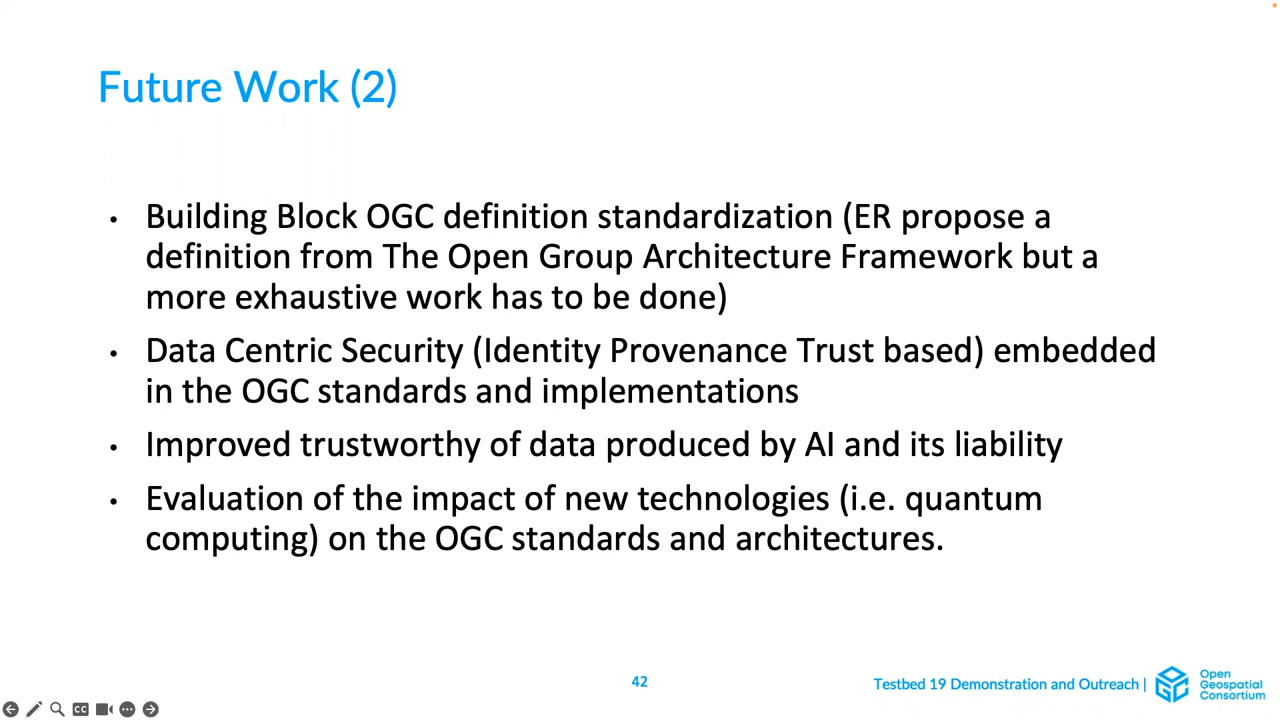 Future Work (2)
• Building Block OGC definition standardization (ER propose a
definition from The Open Group Architecture Framework but a
more exhaustive work has to be done)
• Data Centric Security (Identity Provenance Trust based) embedded
in the OGC standards and implementations
• Improved trustworthy of data produced by AI and its liability
• Evaluation of the impact of new technologies (i.e. quantum
computing) on the OGC standards and architectures.
42
Testbed 19 Demonstration and Outreach |
Open
Geospatial
Consortium
CC